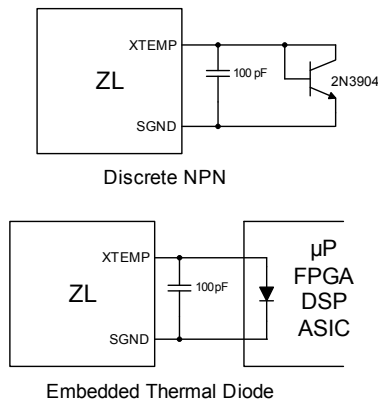 XTEMP
ZL
100 pF
2N3904
SGND
Discrete NPN
XTEMP
µP
FPGA
ZL
100pF
DSP
ASIC
SGND
Embedded Thermal Diode